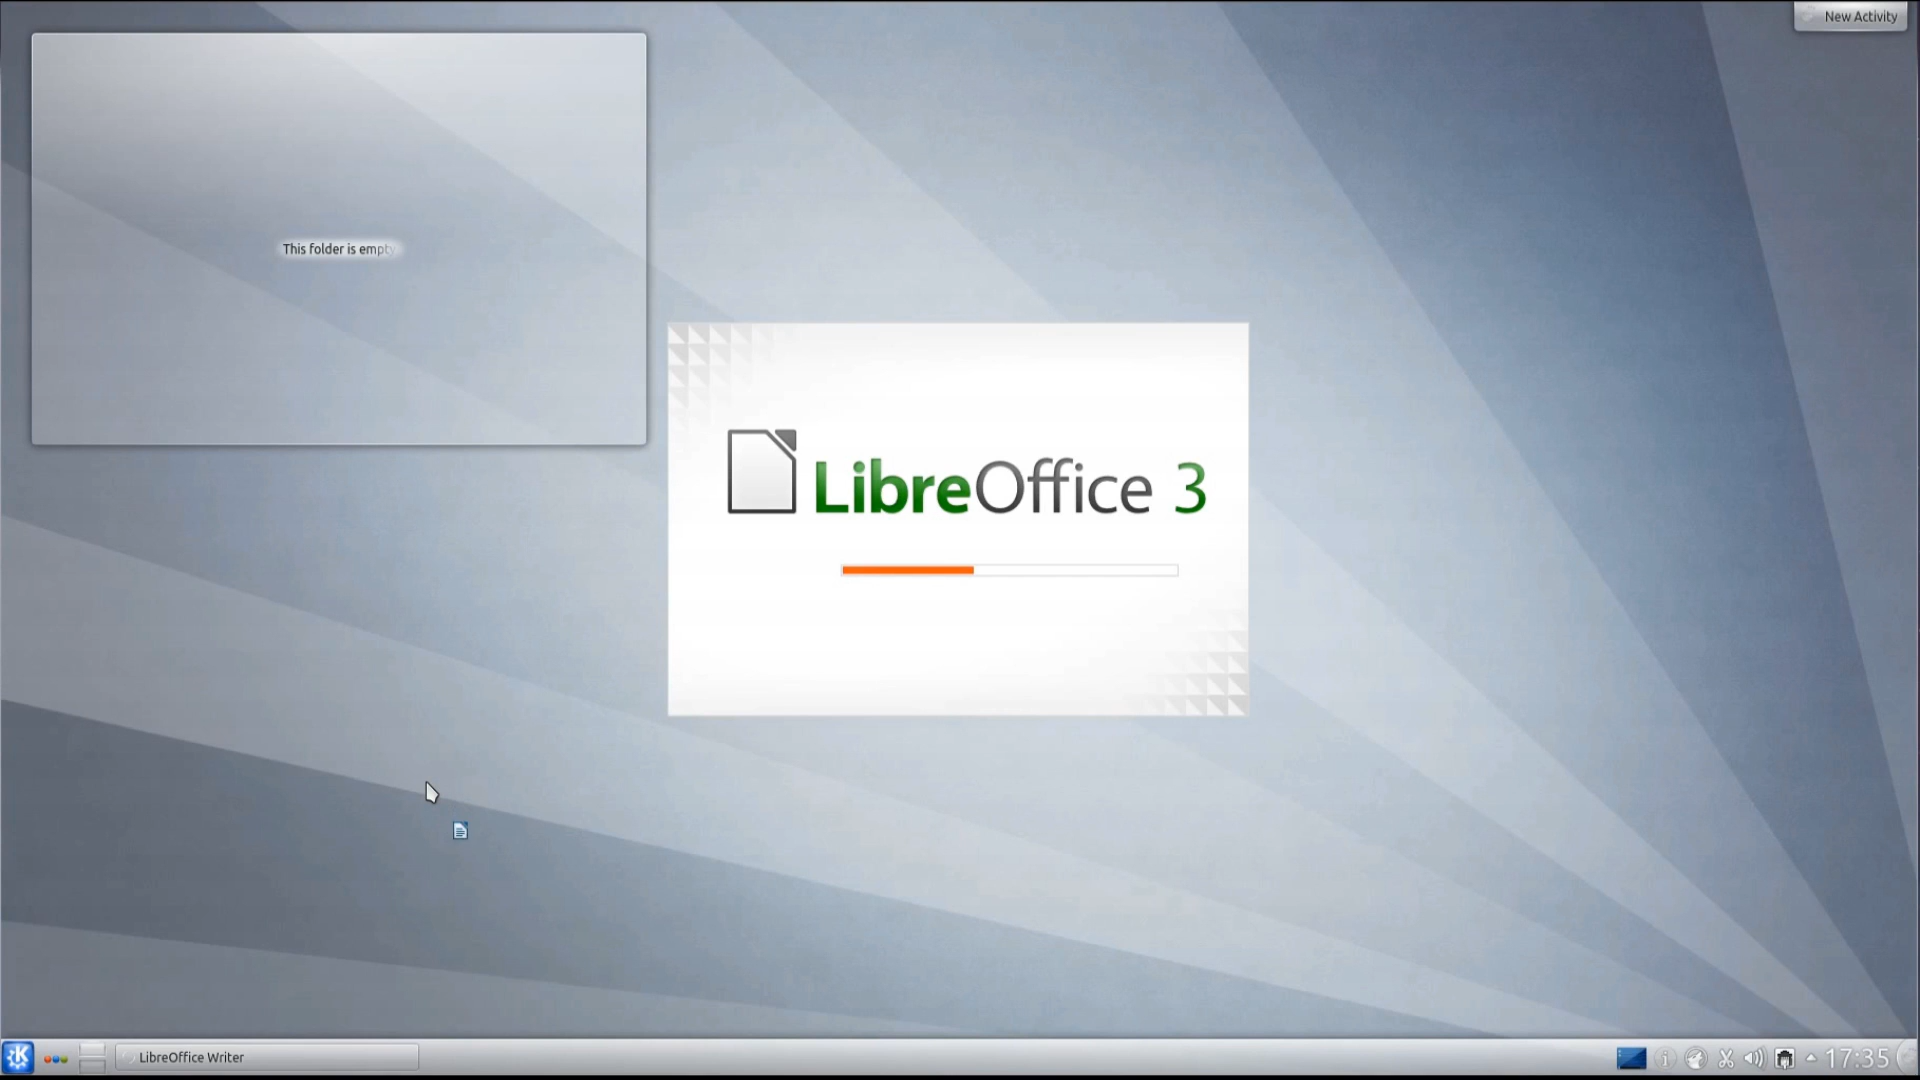 New Activity
This folder is empty
LibreOffice 3
LibreOffice Writer
17:35